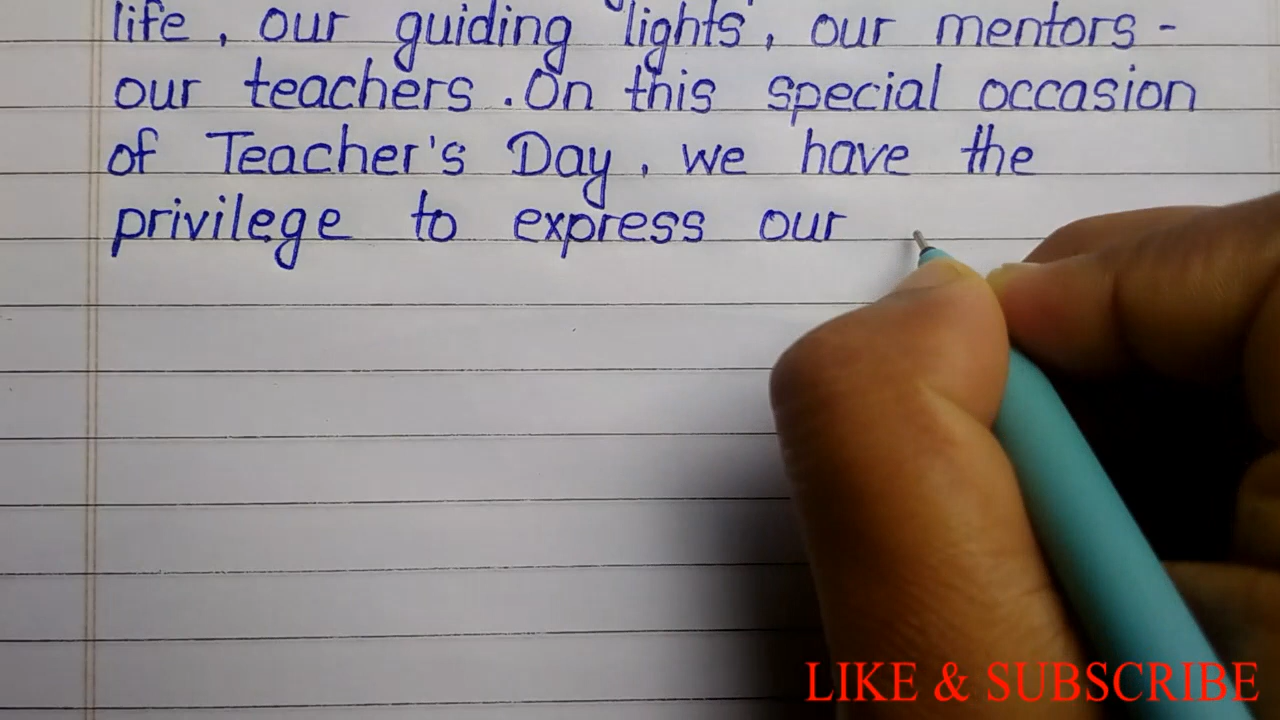 life, our guiding 'lights', our mentors -
our teachers. On this special occasion
of Teacher's Day, we have the
privilege to express our
LIKE & SUBSCRIBE